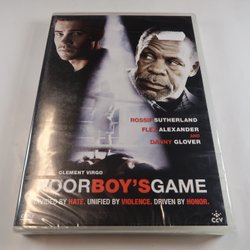 ROSSIF SUTHERLAND
FLEX ALEXANDER
AND
DANNY GLOVER
CLEMENT VIRGO
POOR BOY'S GAME
DIVIDED BY HATE. UNIFIED BY VIOLENCE. DRIVEN BY HONOR.